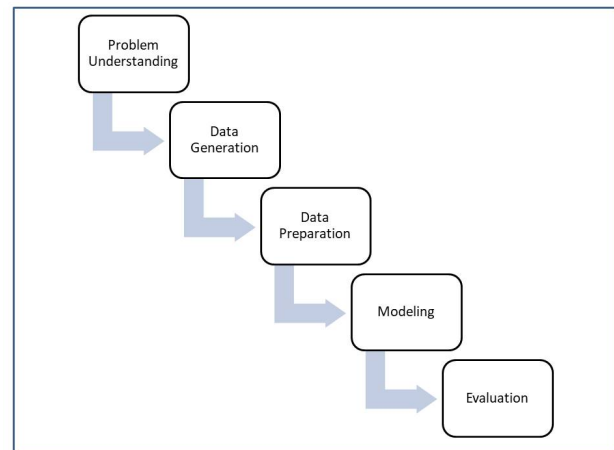 Problem
Understanding
Data
Generation
Data
Preparation
Modeling
Evaluation